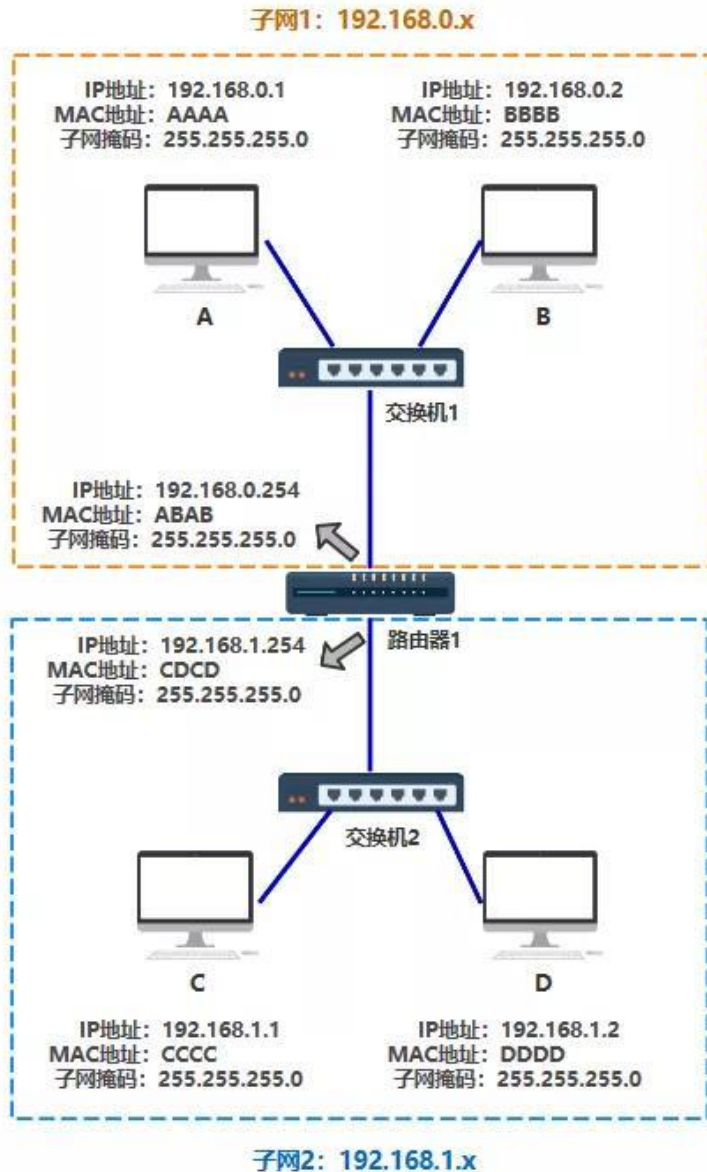 子网1：192.168.0.x
IP地址：192.168.0.1
MAC地址：AAAA
子网掩码：255.255.255.0
IP地址：192.168.0.2
MAC地址：BBBB
子网掩码：255.255.255.0
A
B
交换机1
IP地址：192.168.0.254
MAC地址：ABAB
子网掩码：255.255.255.0
路由器1
IP地址：192.168.1.254
MAC地址：CDCD
子网掩码：255.255.255.0
交换机2
C
D
IP地址：192.168.1.1
MAC地址：CCCC
子网掩码：255.255.255.0
IP地址：192.168.1.2
MAC地址：DDDD
子网掩码：255.255.255.0
子网2：192.168.1.x